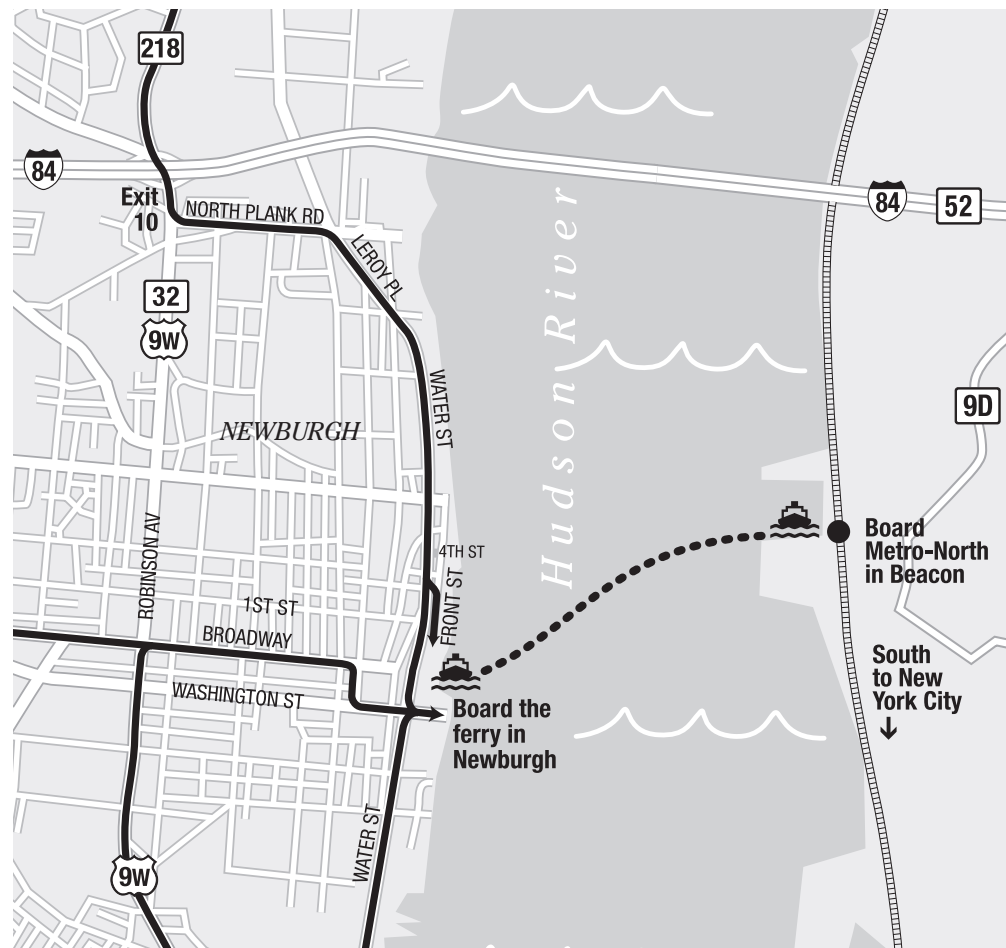 218
84
Exit
10
NORTH PLANK RD
LEROY PL
84
52
32
9W
Hudson River
WATER ST
9D
NEWBURGH
ROBINSON AV
4TH ST
FRONT ST
Board
Metro-North
in Beacon
1ST ST
BROADWAY
WASHINGTON ST
South
to New
York City
Board the
ferry in
Newburgh
WATER ST
9W